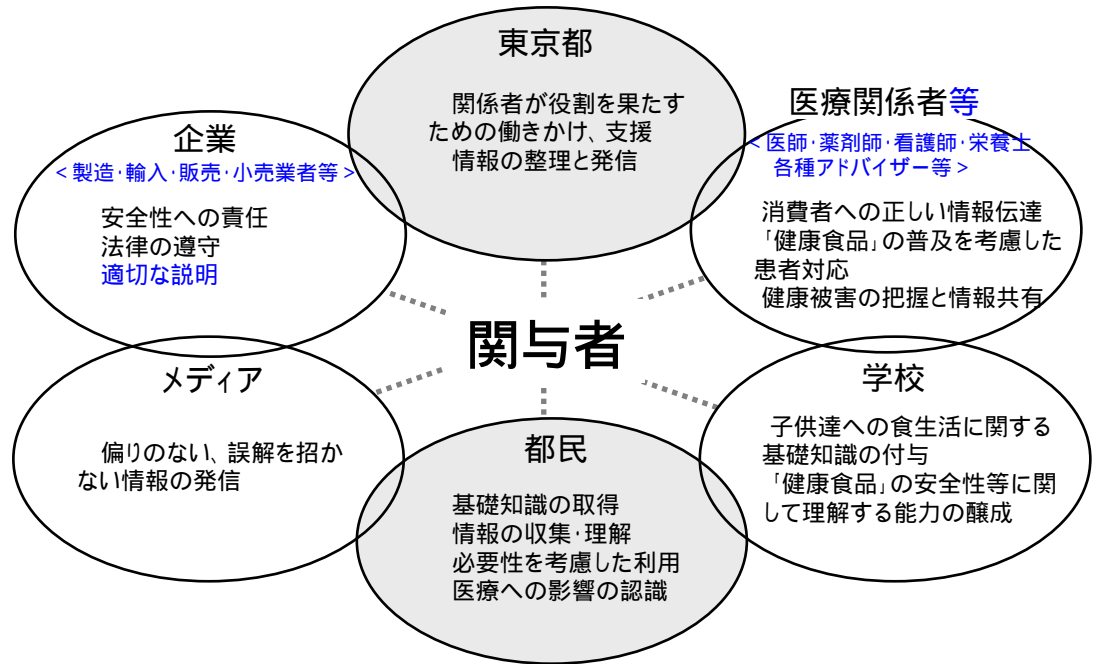 東京都
関係者が役割を果たす
ための働きかけ、支援
情報の整理と発信
企業
<製造・輸入・販売・小売業者等>
安全性への責任
法律の遵守
適切な説明
医療関係者等
<医師・薬剤師・看護師・栄養士
各種アドバイザー等>
消費者への正しい情報伝達
「健康食品」の普及を考慮した
患者対応
健康被害の把握と情報共有
関与者
メディア
偏りのない、誤解を招か
ない情報の発信
都民
基礎知識の取得
情報の収集・理解
必要性を考慮した利用
医療への影響の認識
学校
子供達への食生活に関する
基礎知識の付与
「健康食品」の安全性等に関
して理解する能力の醸成